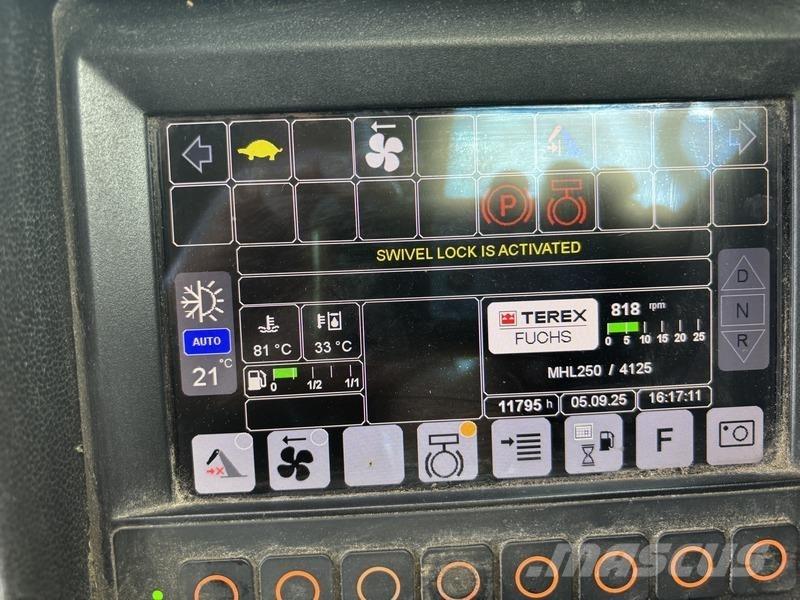 P
SWIVEL LOCK IS ACTIVATED
AUTO
21 °C
81 °C
33 °C
0 1/2 1/1
TEREX
FUCHS
818 rpm
0 5 10 15 20 25
MHL250 / 4125
11795 h
05.09.25
16:17:11
D
N
R
F
mascus